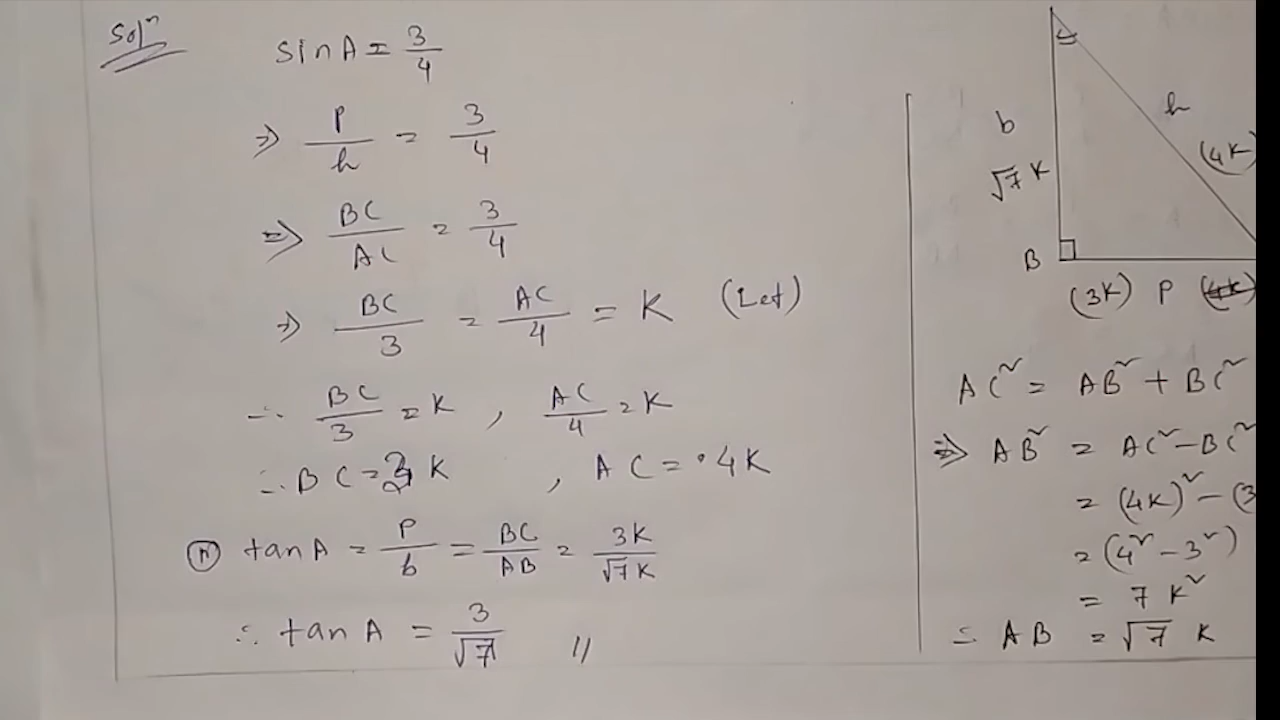 Solⁿ
sin A = 3/4
⇒ P/h = 3/4
⇒ BC/AC = 3/4
⇒ BC/3 = AC/4 = K (Let)
∴ BC/3 = K , AC/4 = K
∴ BC = 3K , AC = 4K
(ii) tan A = P/b = BC/AB = 3K/√7K
∴ tan A = 3/√7 //
b
h
√7 K
(4K)
B
(3K) P
AC² = AB² + BC²
⇒ AB² = AC² − BC²
= (4K)² − (3
= (4² − 3²)
= 7 K²
∴ AB = √7 K